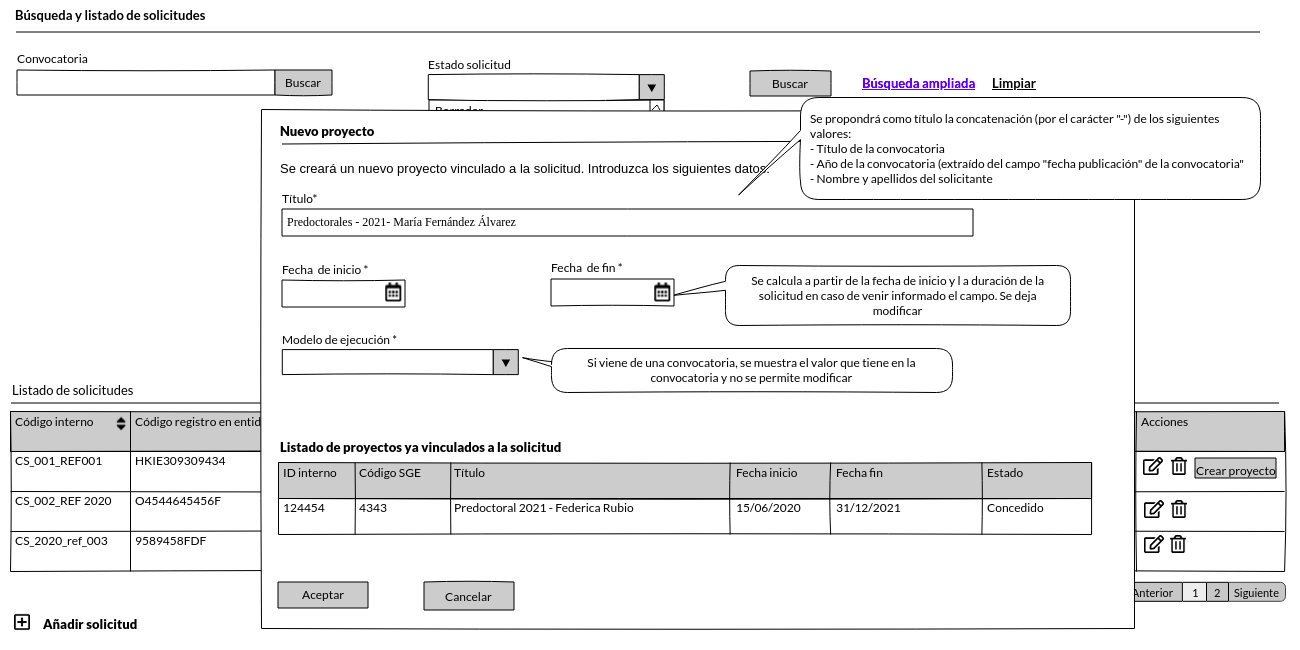 Búsqueda y listado de solicitudes
Convocatoria
Estado solicitud
Buscar
Buscar
Búsqueda ampliada
Limpiar
Nuevo proyecto
Se propondrá como título la concatenación (por el carácter "-") de los siguientes
valores:
- Título de la convocatoria
- Año de la convocatoria (extraído del campo "fecha publicación" de la convocatoria"
- Nombre y apellidos del solicitante
Se creará un nuevo proyecto vinculado a la solicitud. Introduzca los siguientes datos.
Título*
Predoctorales - 2021- María Fernández Álvarez
Fecha de inicio *
Fecha de fin *
Se calcula a partir de la fecha de inicio y l a duración de la
solicitud en caso de venir informado el campo. Se deja
modificar
Modelo de ejecución *
Si viene de una convocatoria, se muestra el valor que tiene en la
convocatoria y no se permite modificar
Listado de solicitudes
Código interno
Código registro en entid
Acciones
CS_001_REF001
HKIE309309434
Crear proyecto
CS_002_REF 2020
O4544645456F
CS_2020_ref_003
9589458FDF
Listado de proyectos ya vinculados a la solicitud
ID interno
Código SGE
Título
Fecha inicio
Fecha fin
Estado
124454
4343
Predoctoral 2021 - Federica Rubio
15/06/2020
31/12/2021
Concedido
Aceptar
Cancelar
Anterior
1
2
Siguiente
Añadir solicitud